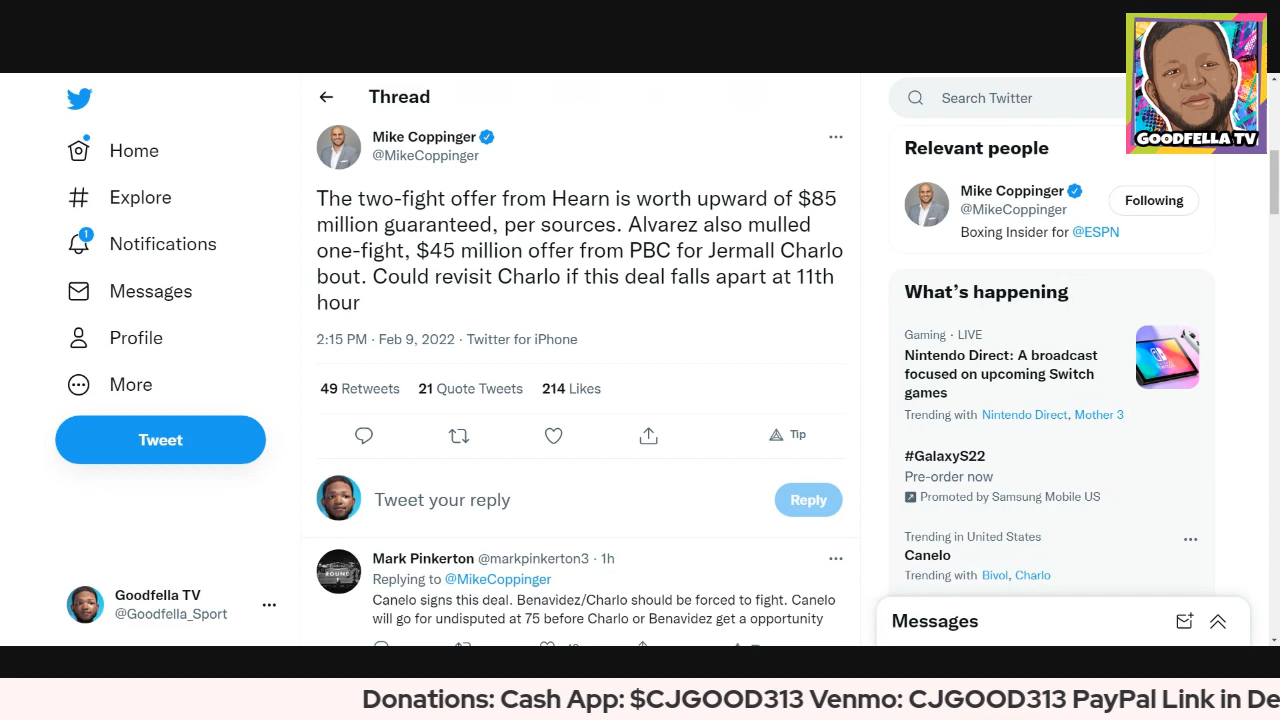 GOODFELLA TV
Home
Explore
1
Notifications
Messages
Profile
More
Tweet
Goodfella TV
@Goodfella_Sport
Thread
Mike Coppinger
@MikeCoppinger
The two-fight offer from Hearn is worth upward of $85
million guaranteed, per sources. Alvarez also mulled
one-fight, $45 million offer from PBC for Jermall Charlo
bout. Could revisit Charlo if this deal falls apart at 11th
hour
2:15 PM · Feb 9, 2022 · Twitter for iPhone
49 Retweets 21 Quote Tweets 214 Likes
Tip
Tweet your reply
Reply
Mark Pinkerton @markpinkerton3 · 1h
Replying to @MikeCoppinger
Canelo signs this deal. Benavidez/Charlo should be forced to fight. Canelo
will go for undisputed at 75 before Charlo or Benavidez get a opportunity
Search Twitter
Relevant people
Mike Coppinger
@MikeCoppinger
Following
Boxing Insider for @ESPN
What's happening
Gaming · LIVE
Nintendo Direct: A broadcast
focused on upcoming Switch
games
Trending with Nintendo Direct, Mother 3
#GalaxyS22
Pre-order now
Promoted by Samsung Mobile US
Trending in United States
Canelo
Trending with Bivol, Charlo
Messages
Donations: Cash App: $CJGOOD313 Venmo: CJGOOD313 PayPal Link in De